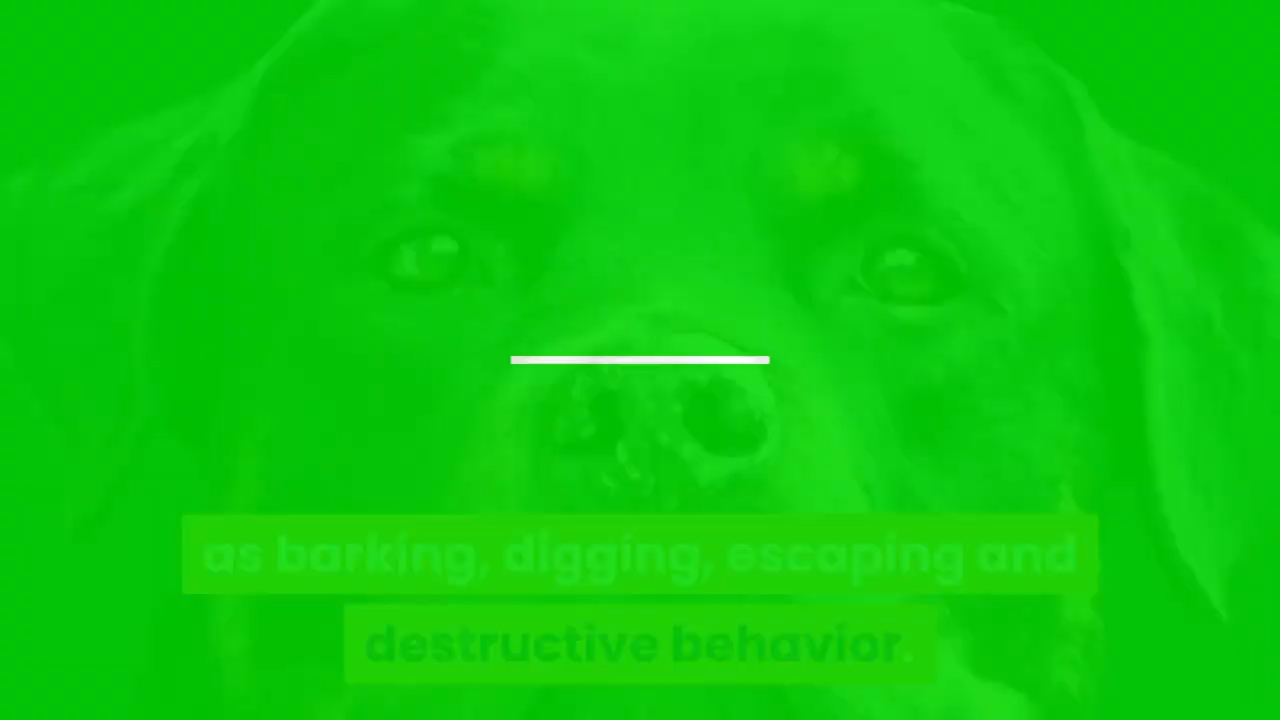 as barking, digging, escaping and
destructive behavior.